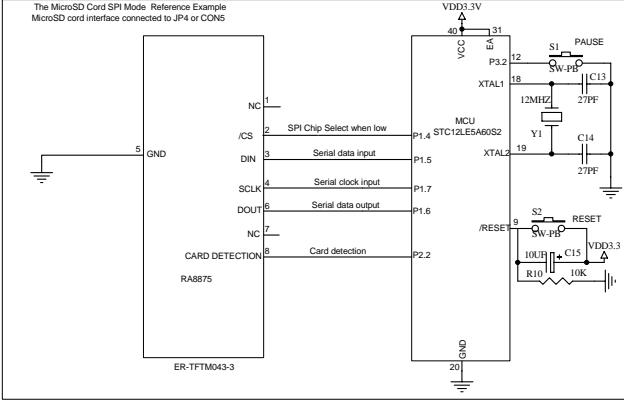 The MicroSD Cord SPI Mode Reference Example
MicroSD cord interface connected to JP4 or CON5
VDD3.3V
40
31
VCC
EA
S1
PAUSE
12
P3.2
SW-PB
18
XTAL1
C13
27PF
12MHZ
Y1
MCU
STC12LE5A60S2
19
XTAL2
C14
27PF
1
NC
2
/CS
SPI Chip Select when low
P1.4
5
GND
3
DIN
Serial data input
P1.5
4
SCLK
Serial clock input
P1.7
6
DOUT
Serial data output
P1.6
7
NC
8
CARD DETECTION
Card detection
P2.2
RA8875
ER-TFTM043-3
9
/RESET
S2
RESET
SW-PB
VDD3.3
10UF
+
C15
R10
10K
GND
20